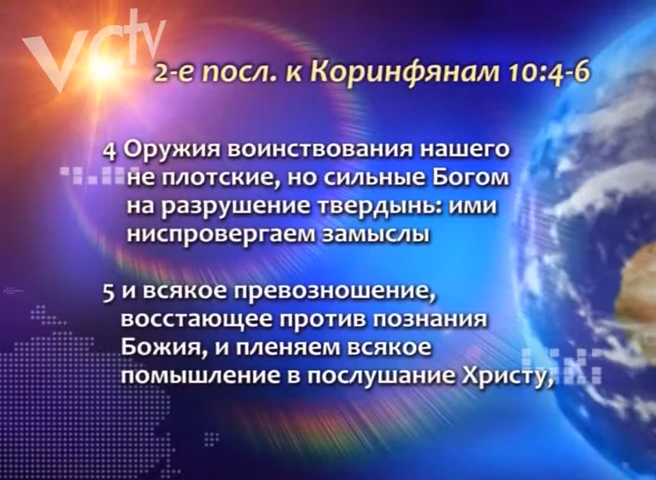 VCTV
2-е посл. к Коринфянам 10:4-6
4 Оружия воинствования нашего
не плотские, но сильные Богом
на разрушение твердынь: ими
ниспровергаем замыслы
5 и всякое превозношение,
восстающее против познания
Божия, и пленяем всякое
помышление в послушание Христу,